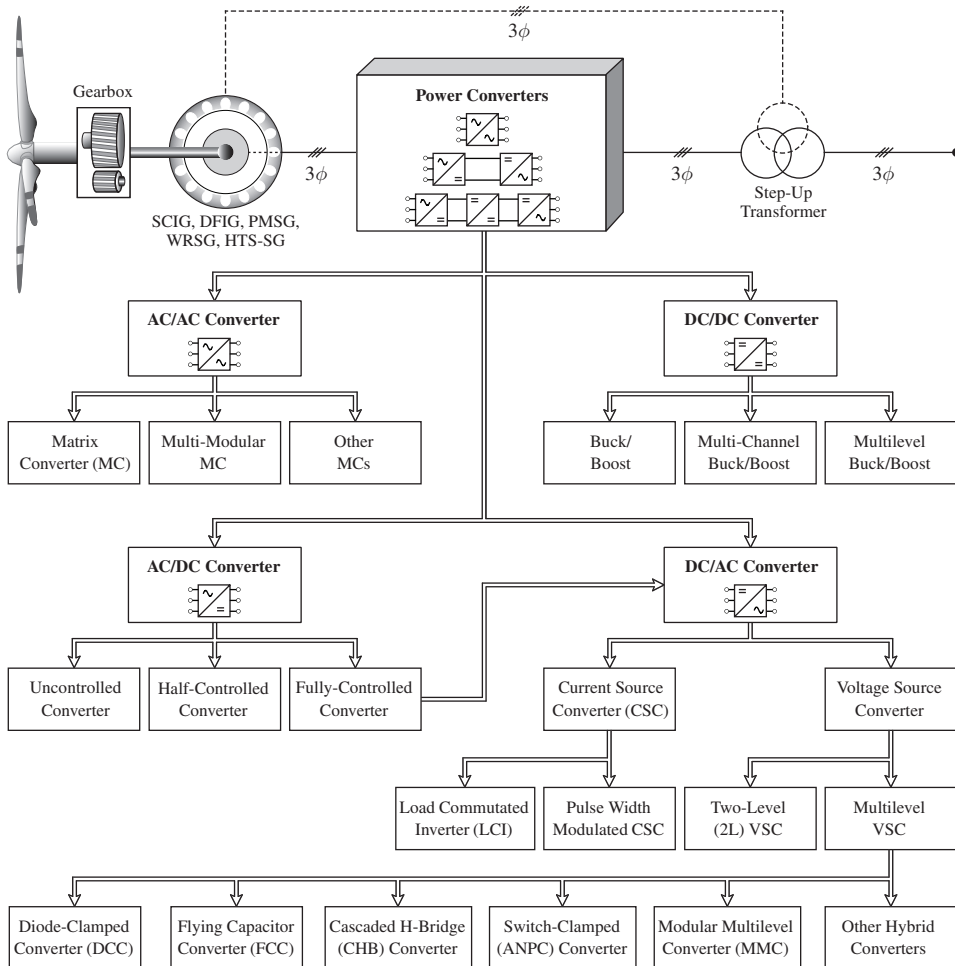 3ϕ
Gearbox
Power Converters
3ϕ
3ϕ
3ϕ
SCIG, DFIG, PMSG,
WRSG, HTS-SG
Step-Up
Transformer
AC/AC Converter
DC/DC Converter
Matrix
Converter (MC)
Multi-Modular
MC
Other
MCs
Buck/
Boost
Multi-Channel
Buck/Boost
Multilevel
Buck/Boost
AC/DC Converter
DC/AC Converter
Uncontrolled
Converter
Half-Controlled
Converter
Fully-Controlled
Converter
Current Source
Converter (CSC)
Voltage Source
Converter
Load Commutated
Inverter (LCI)
Pulse Width
Modulated CSC
Two-Level
(2L) VSC
Multilevel
VSC
Diode-Clamped
Converter (DCC)
Flying Capacitor
Converter (FCC)
Cascaded H-Bridge
(CHB) Converter
Switch-Clamped
(ANPC) Converter
Modular Multilevel
Converter (MMC)
Other Hybrid
Converters